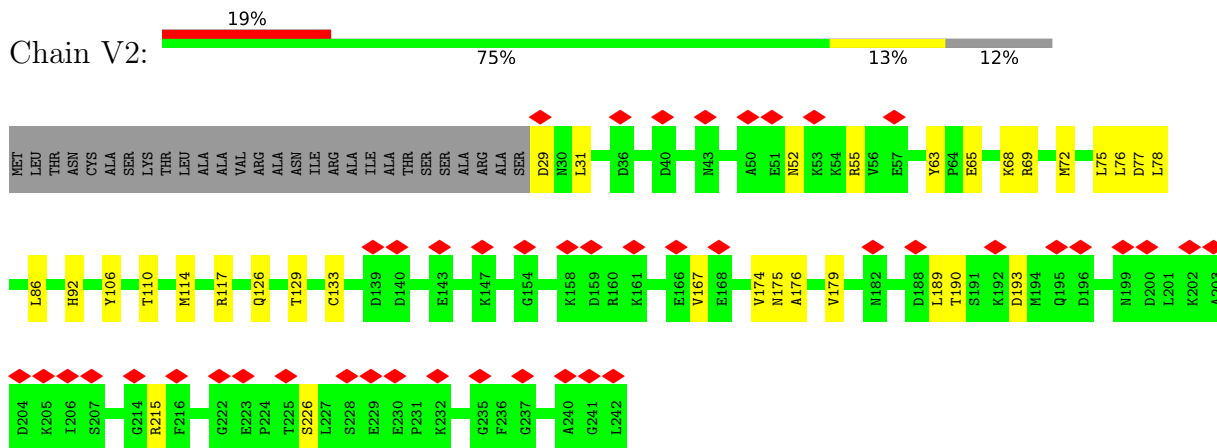 19%
Chain V2:
75% 13% 12%
MET LEU THR ASN CYS ALA SER LYS THR LEU ALA ALA VAL ARG ALA ASN ILE ARG ALA ILE ALA THR SER SER ALA ARG ALA SER D29 N30 L31 D36 D40 N43 A50 E51 N52 K53 K54 R55 V56 E57 Y63 P64 E65 K68 R69 M72 L75 L76 D77 L78
L86 H92 Y106 T110 M114 R117 Q126 T129 C133 D139 D140 E143 K147 G154 K158 D159 R160 K161 E166 V167 E168 V174 N175 A176 V179 N182 D188 L189 T190 S191 K192 D193 M194 Q195 D196 N199 D200 L201 K202 A203
D204 K205 I206 S207 G214 R215 F216 G222 E223 P224 T225 S226 L227 S228 E229 E230 P231 K232 G235 F236 G237 A240 G241 L242